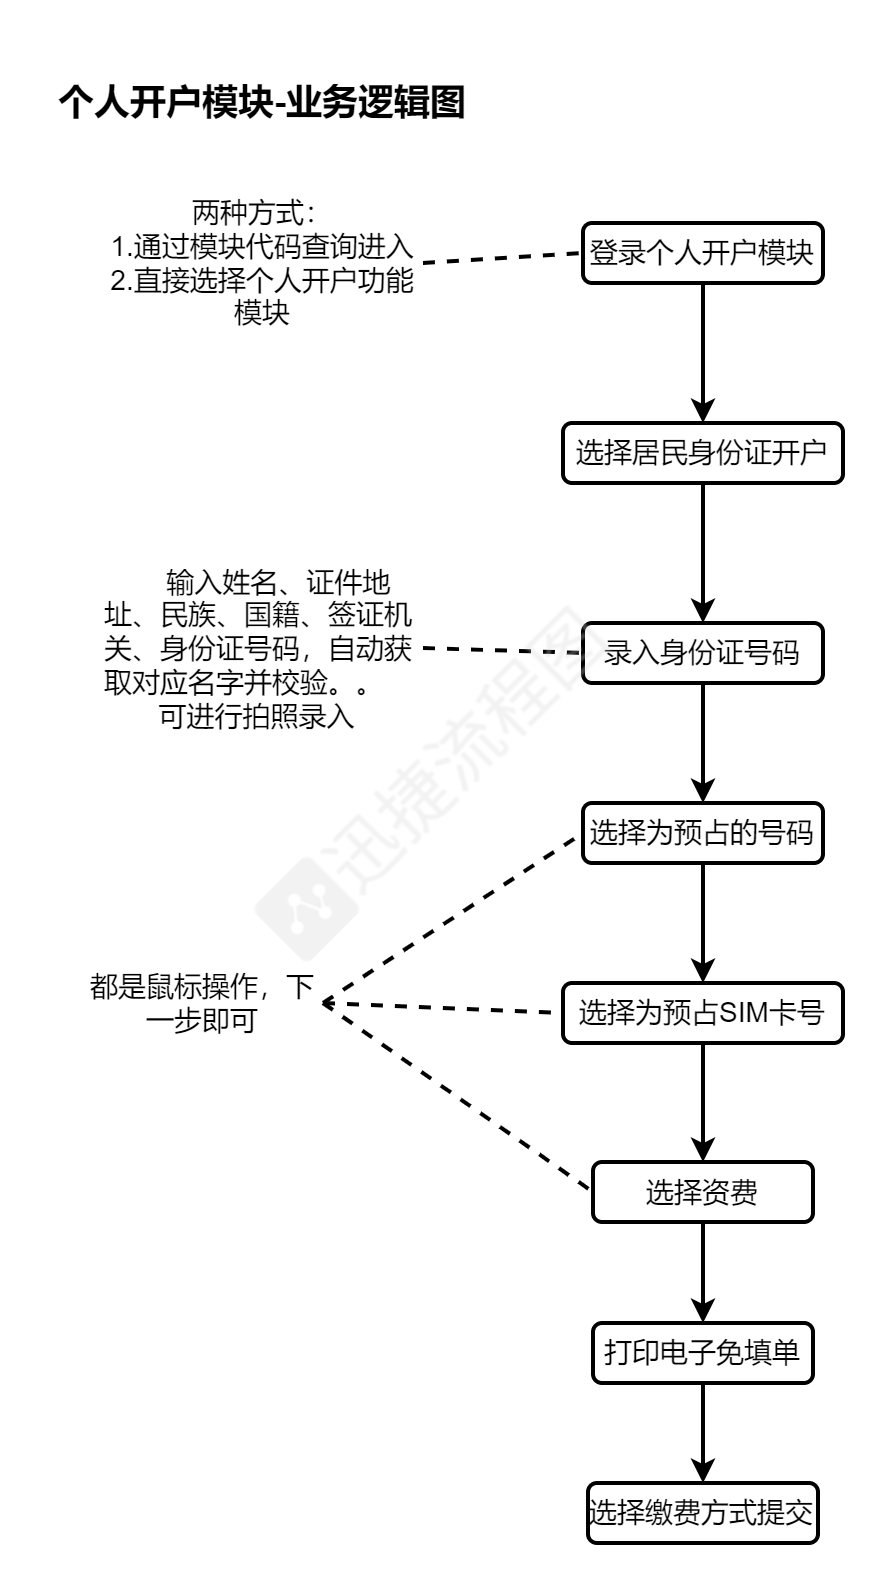 个人开户模块-业务逻辑图
两种方式：
1.通过模块代码查询进入
2.直接选择个人开户功能
模块
登录个人开户模块
选择居民身份证开户
输入姓名、证件地
址、民族、国籍、签证机
关、身份证号码，自动获
取对应名字并校验。。
可进行拍照录入
录入身份证号码
选择为预占的号码
都是鼠标操作，下
一步即可
选择为预占SIM卡号
选择资费
打印电子免填单
选择缴费方式提交
迅捷流程图